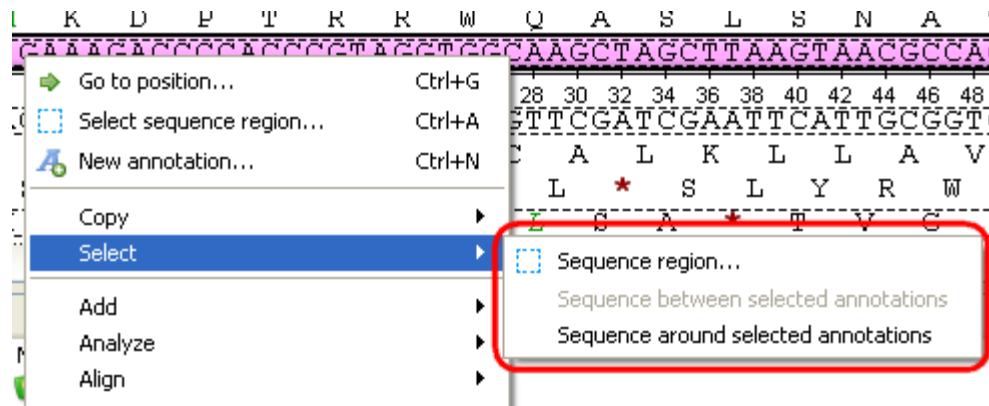 K D P T R R W Q A S L S N A
GAAAGACCCCACCCGTAGGTGGCAAGCTAGCTTAAGTAACGCCA
Go to position... Ctrl+G
28 30 32 34 36 38 40 42 44 46 48
Select sequence region... Ctrl+A
GTTCGATCGAATTCATTGCGGT
New annotation... Ctrl+N
A L K L L A V
L * S L Y R W
Copy
L S A * T V G
Select
Sequence region...
Sequence between selected annotations
Add
Sequence around selected annotations
Analyze
Align